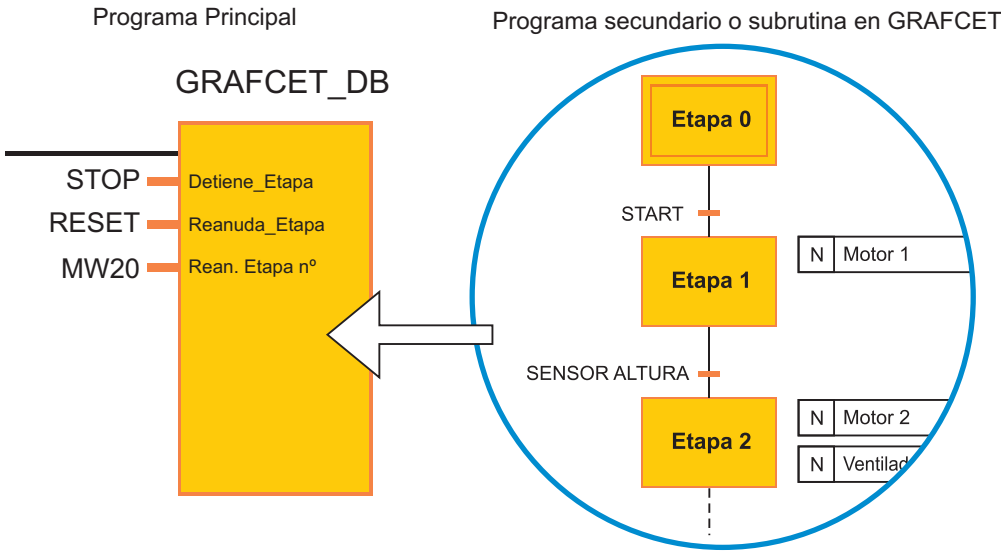 Programa Principal
GRAFCET_DB
STOP
Detiene_Etapa
RESET
Reanuda_Etapa
MW20
Rean. Etapa nº
Programa secundario o subrutina en GRAFCET
Etapa 0
START
Etapa 1
N Motor 1
SENSOR ALTURA
Etapa 2
N Motor 2
N Ventilad